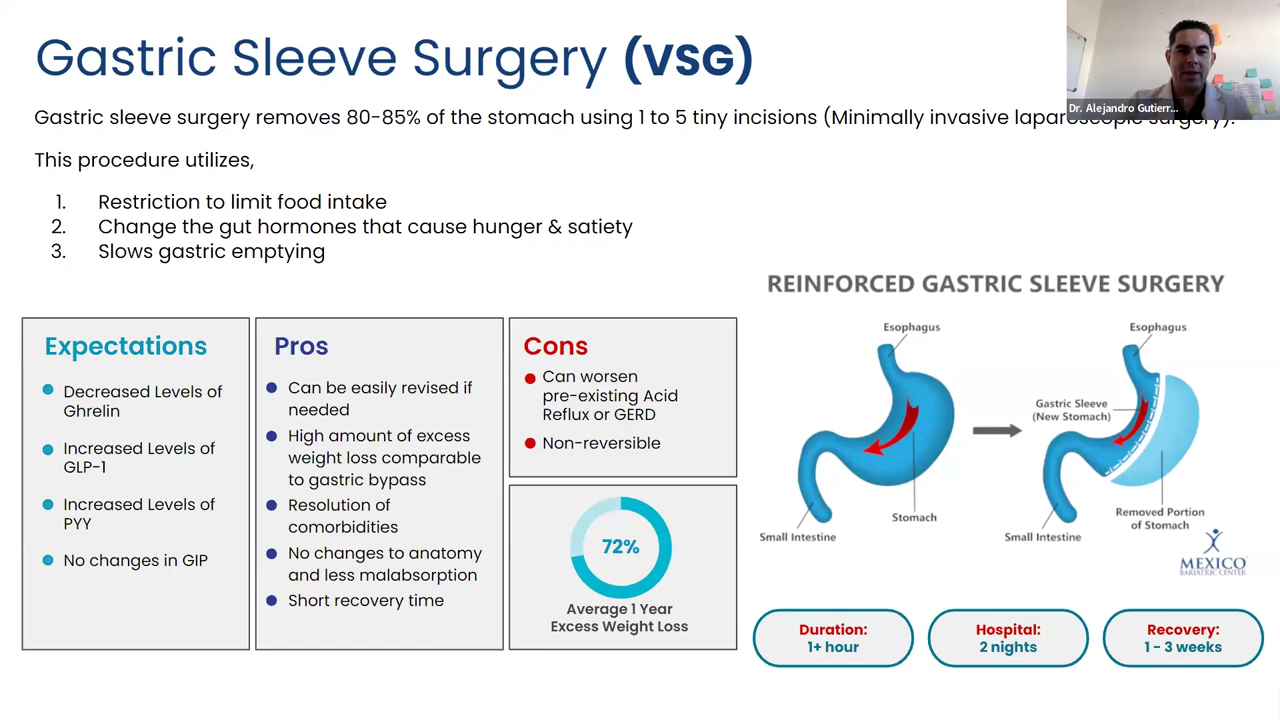 Gastric Sleeve Surgery (VSG)
Dr. Alejandro Gutierr...
Gastric sleeve surgery removes 80-85% of the stomach using 1 to 5 tiny incisions (Minimally invasive laparoscopic surgery).
This procedure utilizes,
1. Restriction to limit food intake
2. Change the gut hormones that cause hunger & satiety
3. Slows gastric emptying
Expectations
Decreased Levels of
Ghrelin
Increased Levels of
GLP-1
Increased Levels of
PYY
No changes in GIP
Pros
Can be easily revised if
needed
High amount of excess
weight loss comparable
to gastric bypass
Resolution of
comorbidities
No changes to anatomy
and less malabsorption
Short recovery time
Cons
Can worsen
pre-existing Acid
Reflux or GERD
Non-reversible
72%
Average 1 Year
Excess Weight Loss
REINFORCED GASTRIC SLEEVE SURGERY
Esophagus
Stomach
Small Intestine
Esophagus
Gastric Sleeve
(New Stomach)
Removed Portion
of Stomach
Small Intestine
MEXICO
BARIATRIC CENTER
Duration:
1+ hour
Hospital:
2 nights
Recovery:
1 - 3 weeks